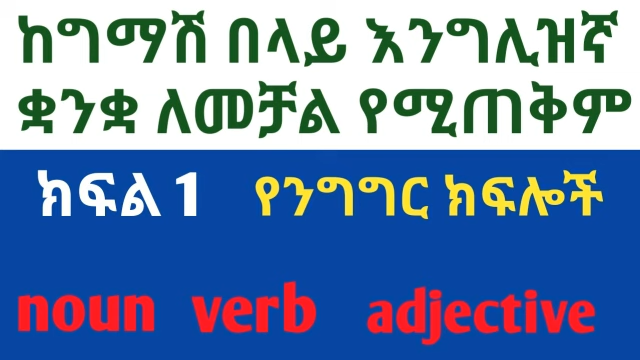 ከግማሽ በላይ እንግሊዝኛ
ቋንቋ ለመቻል የሚጠቅም
ክፍል 1 የንግግር ክፍሎች
noun verb adjective